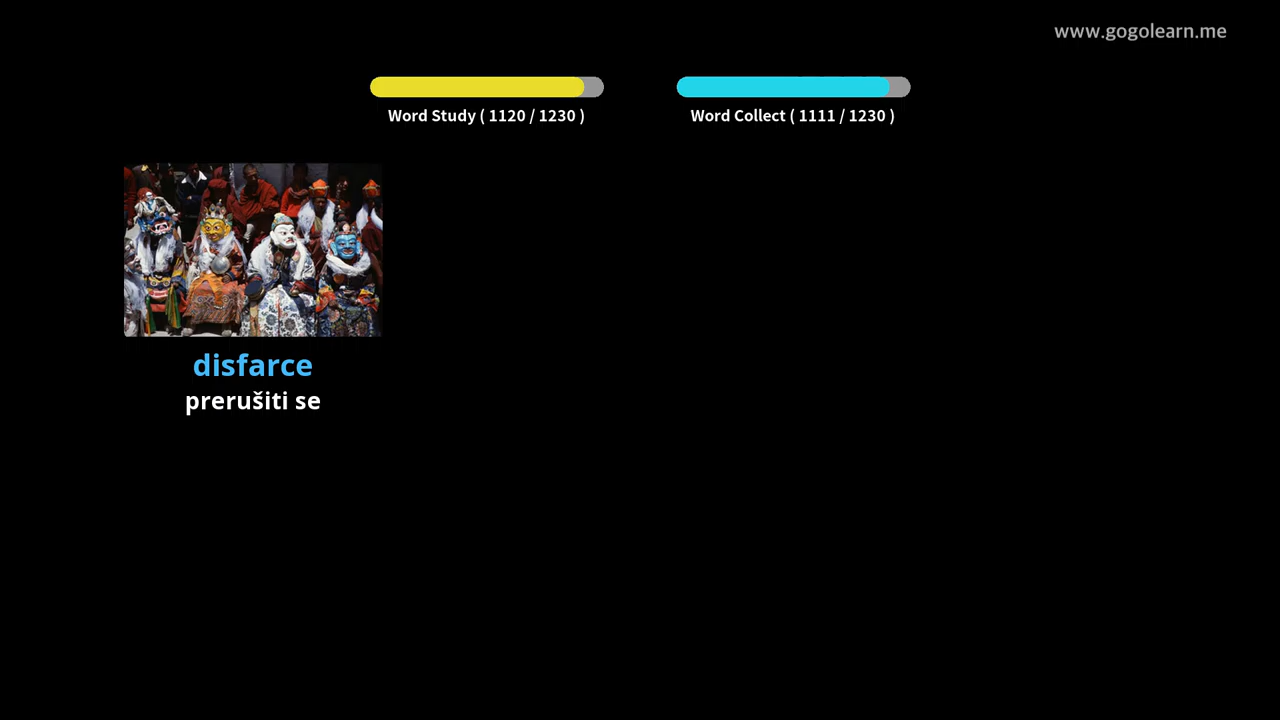 www.gogolearn.me
Word Study ( 1120 / 1230 )
Word Collect ( 1111 / 1230 )
disfarce
prerušiti se